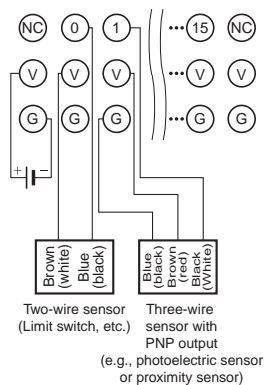 NC 0 1 ••• 15 NC
V V V ••• V V
G G G ••• G G
+ −
Brown (white)
Blue (black)
Blue (black)
Brown (red)
Black (White)
Two-wire sensor
(Limit switch, etc.)
Three-wire
sensor with
PNP output
(e.g., photoelectric sensor
or proximity sensor)